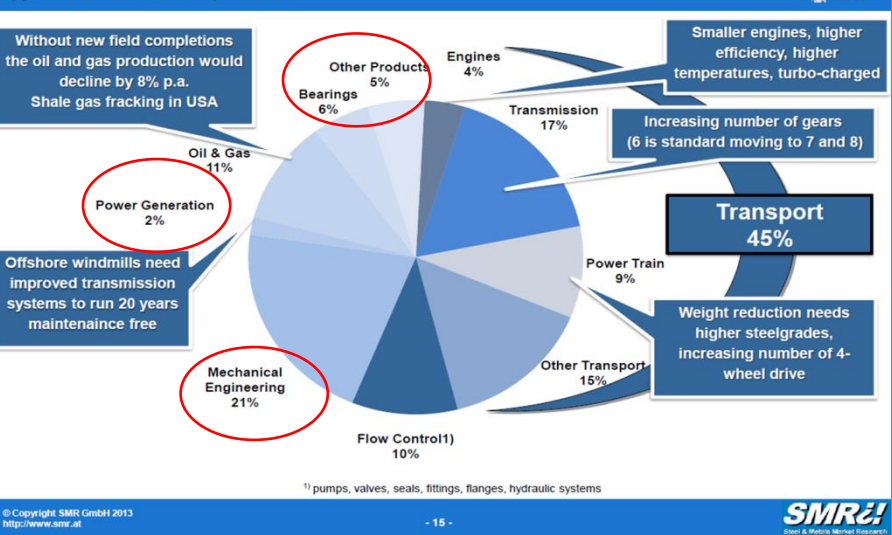 Without new field completions
the oil and gas production would
decline by 8% p.a.
Shale gas fracking in USA
Other Products
5%
Bearings
6%
Engines
4%
Smaller engines, higher
efficiency, higher
temperatures, turbo-charged
Transmission
17%
Increasing number of gears
(6 is standard moving to 7 and 8)
Oil & Gas
11%
Power Generation
2%
Transport
45%
Offshore windmills need
improved transmission
systems to run 20 years
maintenaince free
Power Train
9%
Weight reduction needs
higher steelgrades,
increasing number of 4-
wheel drive
Mechanical
Engineering
21%
Other Transport
15%
Flow Control1)
10%
1) pumps, valves, seals, fittings, flanges, hydraulic systems
© Copyright SMR GmbH 2013
http://www.smr.at
- 15 -
SMR
Steel & Metals Market Research